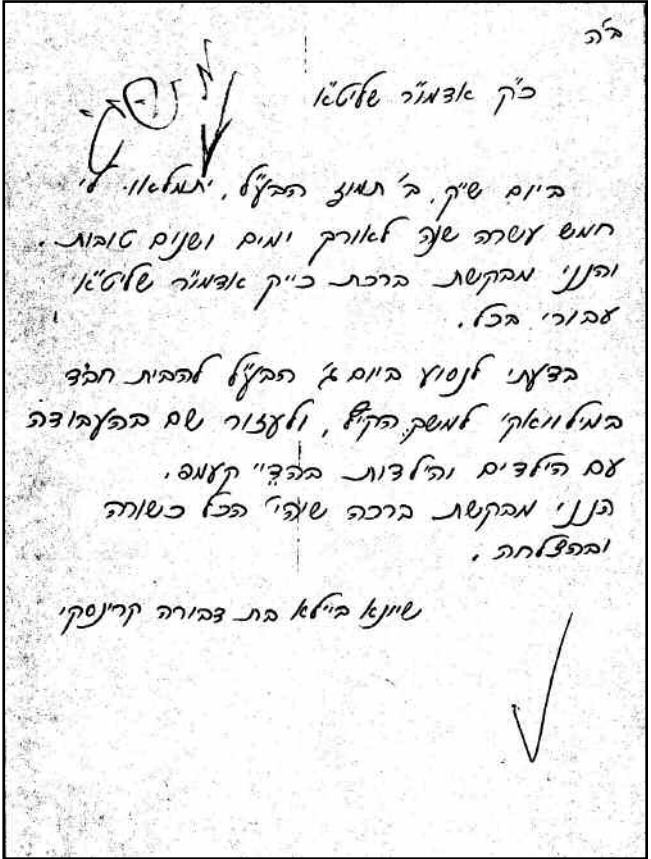 ב"ה
כ"ק אדמו"ר שליט"א
ביום ש"ק, ב' תמוז הבע"ל, יתמלאו לי
חמש עשרה שנה לאורך ימים ושנים טובות.
והנני מבקשת ברכת כ"ק אדמו"ר שליט"א
עבורי בכל.
בדעתי לנסוע ביום ג' הבע"ל להבית חב"ד
במילוואקי למשך הקיץ, ולעזור שם בהעבודה
עם הילדים והילדות בהדיי קעמפ.
הנני מבקשת ברכה שיהי' הכל כשורה
ובהצלחה.
שיינא ביילא בת דבורה קרינסקי